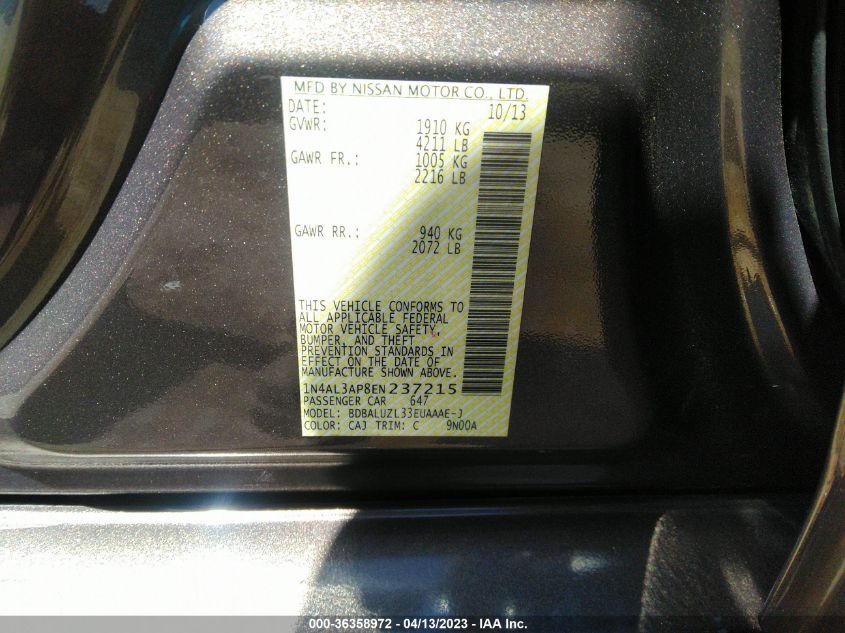 MFD BY NISSAN MOTOR CO., LTD.
DATE: 10/13
GVWR: 1910 KG
4211 LB
GAWR FR.: 1005 KG
2216 LB
GAWR RR.: 940 KG
2072 LB
THIS VEHICLE CONFORMS TO
ALL APPLICABLE FEDERAL
MOTOR VEHICLE SAFETY,
BUMPER, AND THEFT
PREVENTION STANDARDS IN
EFFECT ON THE DATE OF
MANUFACTURE SHOWN ABOVE.
1N4AL3AP8EN237215
PASSENGER CAR 647
MODEL: BDBALUZL33EUAAAE-J
COLOR: CAJ TRIM: C 9N00A
000-36358972 - 04/13/2023 - IAA Inc.